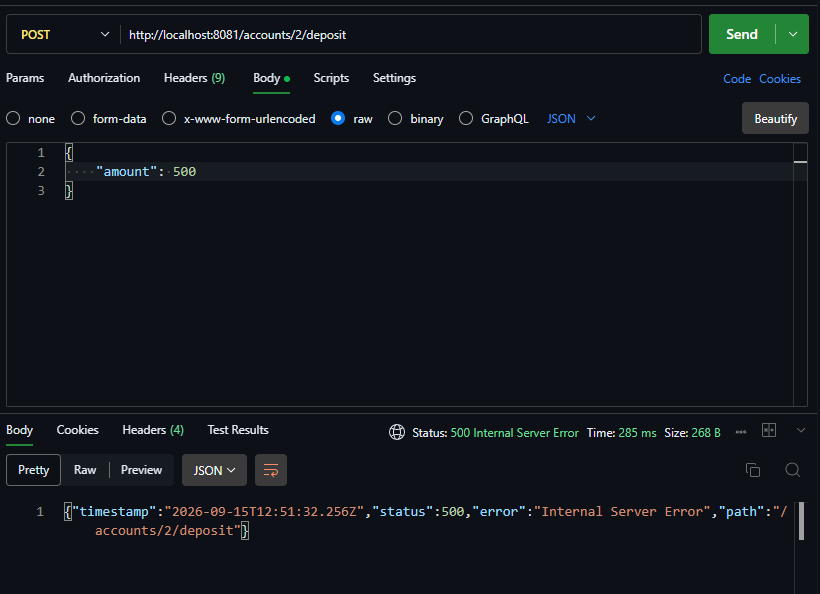 POST http://localhost:8081/accounts/2/deposit Send
Params Authorization Headers (9) Body Scripts Settings Code Cookies
none form-data x-www-form-urlencoded raw binary GraphQL JSON Beautify
1 {
2 ····"amount":·500
3 }
Body Cookies Headers (4) Test Results Status: 500 Internal Server Error Time: 285 ms Size: 268 B
Pretty Raw Preview JSON
1 {"timestamp":"2026-09-15T12:51:32.256Z","status":500,"error":"Internal Server Error","path":"/
accounts/2/deposit"}